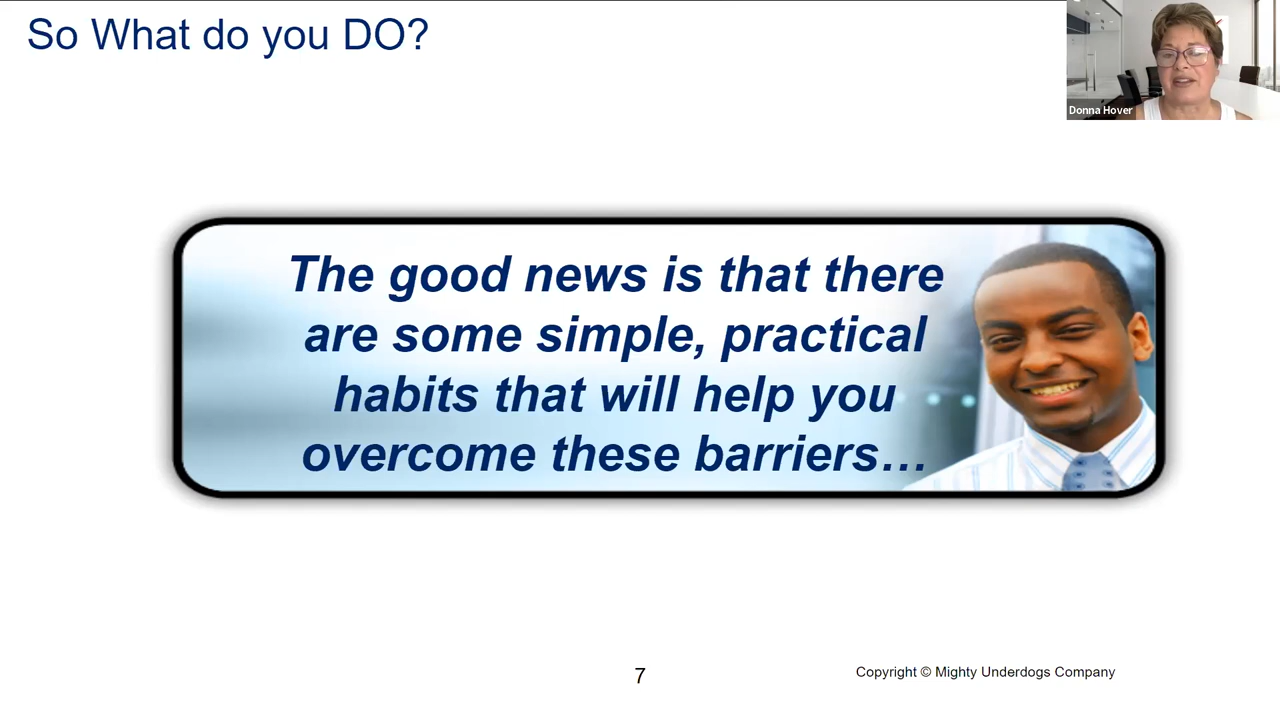 So What do you DO?
Donna Hover
The good news is that there
are some simple, practical
habits that will help you
overcome these barriers…
7
Copyright © Mighty Underdogs Company